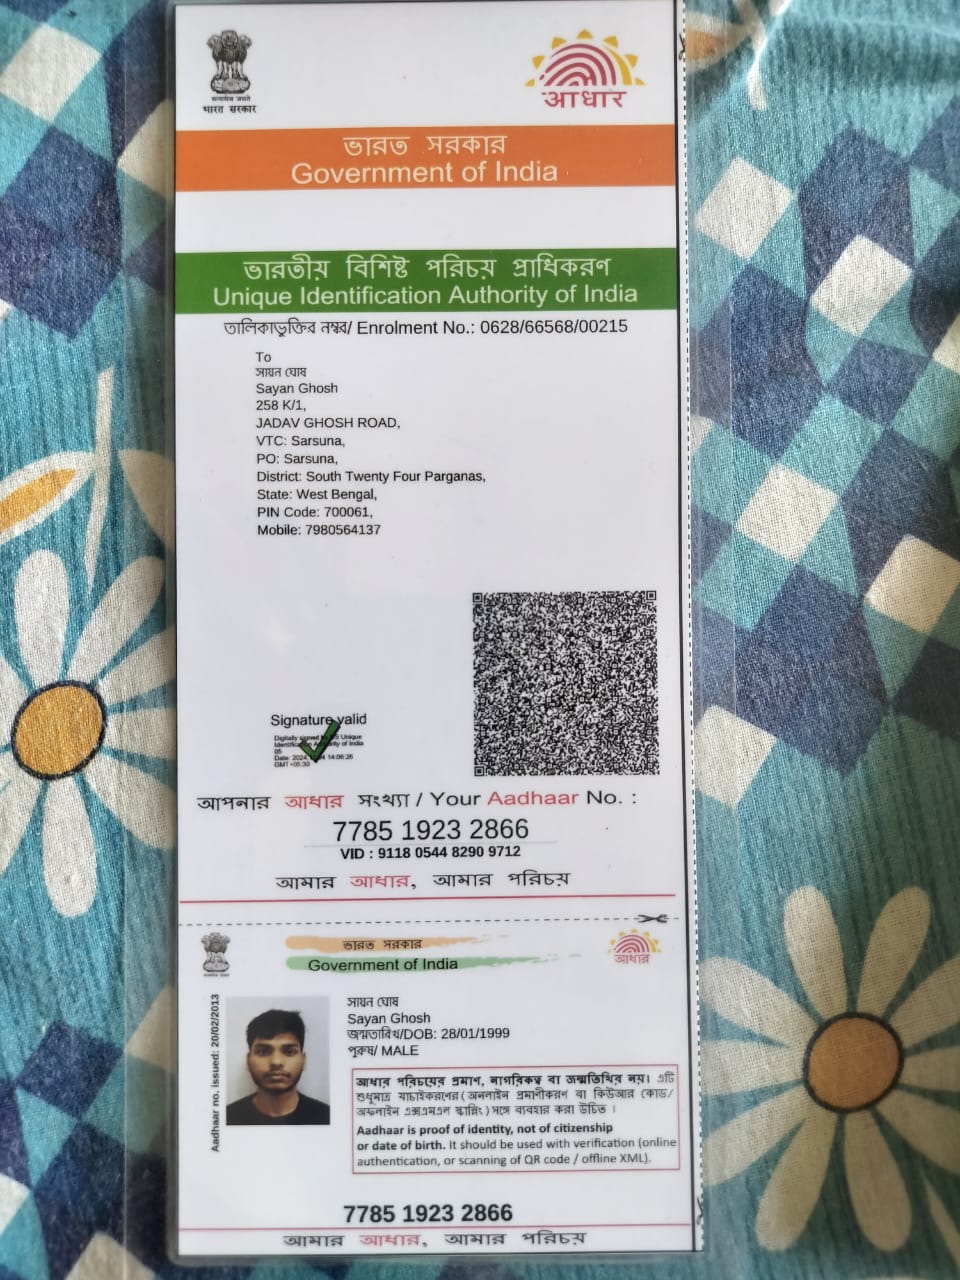 सत्यमेव जयते
भारत सरकार
आधार
ভারত সরকার
Government of India
ভারতীয় বিশিষ্ট পরিচয় প্রাধিকরণ
Unique Identification Authority of India
তালিকাভুক্তির নম্বর/ Enrolment No.: 0628/66568/00215
To
সায়ন ঘোষ
Sayan Ghosh
258 K/1,
JADAV GHOSH ROAD,
VTC: Sarsuna,
PO: Sarsuna,
District: South Twenty Four Parganas,
State: West Bengal,
PIN Code: 700061,
Mobile: 7980564137
Signature valid
Digitally signed by Unique
Identification Authority of India
05
Date: 2024 14:06:26
GMT+05:30
আপনার আধার সংখ্যা / Your Aadhaar No. :
7785 1923 2866
VID : 9118 0544 8290 9712
আমার আধার, আমার পরিচয়
ভারত সরকার
Government of India
আধার
Aadhaar no. issued: 20/02/2013
সায়ন ঘোষ
Sayan Ghosh
জন্মতারিখ/DOB: 28/01/1999
পুরুষ/ MALE
আধার পরিচয়ের প্রমাণ, নাগরিকত্ব বা জন্মতিথির নয়। এটি
শুধুমাত্র যাচাইকরণের (অনলাইন প্রমাণীকরণ বা কিউআর কোড/
অফলাইন এক্সএমএল স্ক্যানিং) সঙ্গে ব্যবহার করা উচিত ।
Aadhaar is proof of identity, not of citizenship
or date of birth. It should be used with verification (online
authentication, or scanning of QR code / offline XML).
7785 1923 2866
আমার আধার, আমার পরিচয়